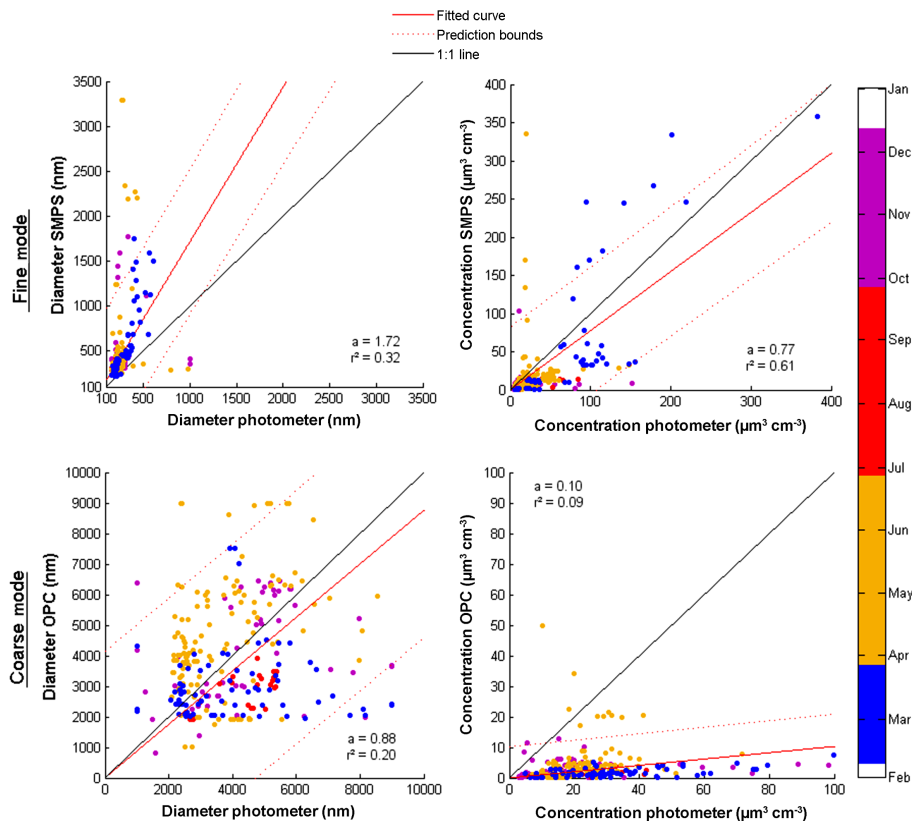 Fitted curve
Prediction bounds
1:1 line
Fine mode
Diameter SMPS (nm)
3500
3000
2500
2000
1500
1000
500
100
100 500 1000 1500 2000 2500 3000 3500
Diameter photometer (nm)
a = 1.72
r² = 0.32
Concentration SMPS (µm³ cm⁻³)
400
350
300
250
200
150
100
50
0
0 100 200 300 400
Concentration photometer (µm³ cm⁻³)
a = 0.77
r² = 0.61
Coarse mode
Diameter OPC (nm)
10000
9000
8000
7000
6000
5000
4000
3000
2000
1000
0
0 2000 4000 6000 8000 10000
Diameter photometer (nm)
a = 0.88
r² = 0.20
Concentration OPC (µm³ cm⁻³)
100
90
80
70
60
50
40
30
20
10
0
0 20 40 60 80 100
Concentration photometer (µm³ cm⁻³)
a = 0.10
r² = 0.09
Jan
Dec
Nov
Oct
Sep
Aug
Jul
Jun
May
Apr
Mar
Feb